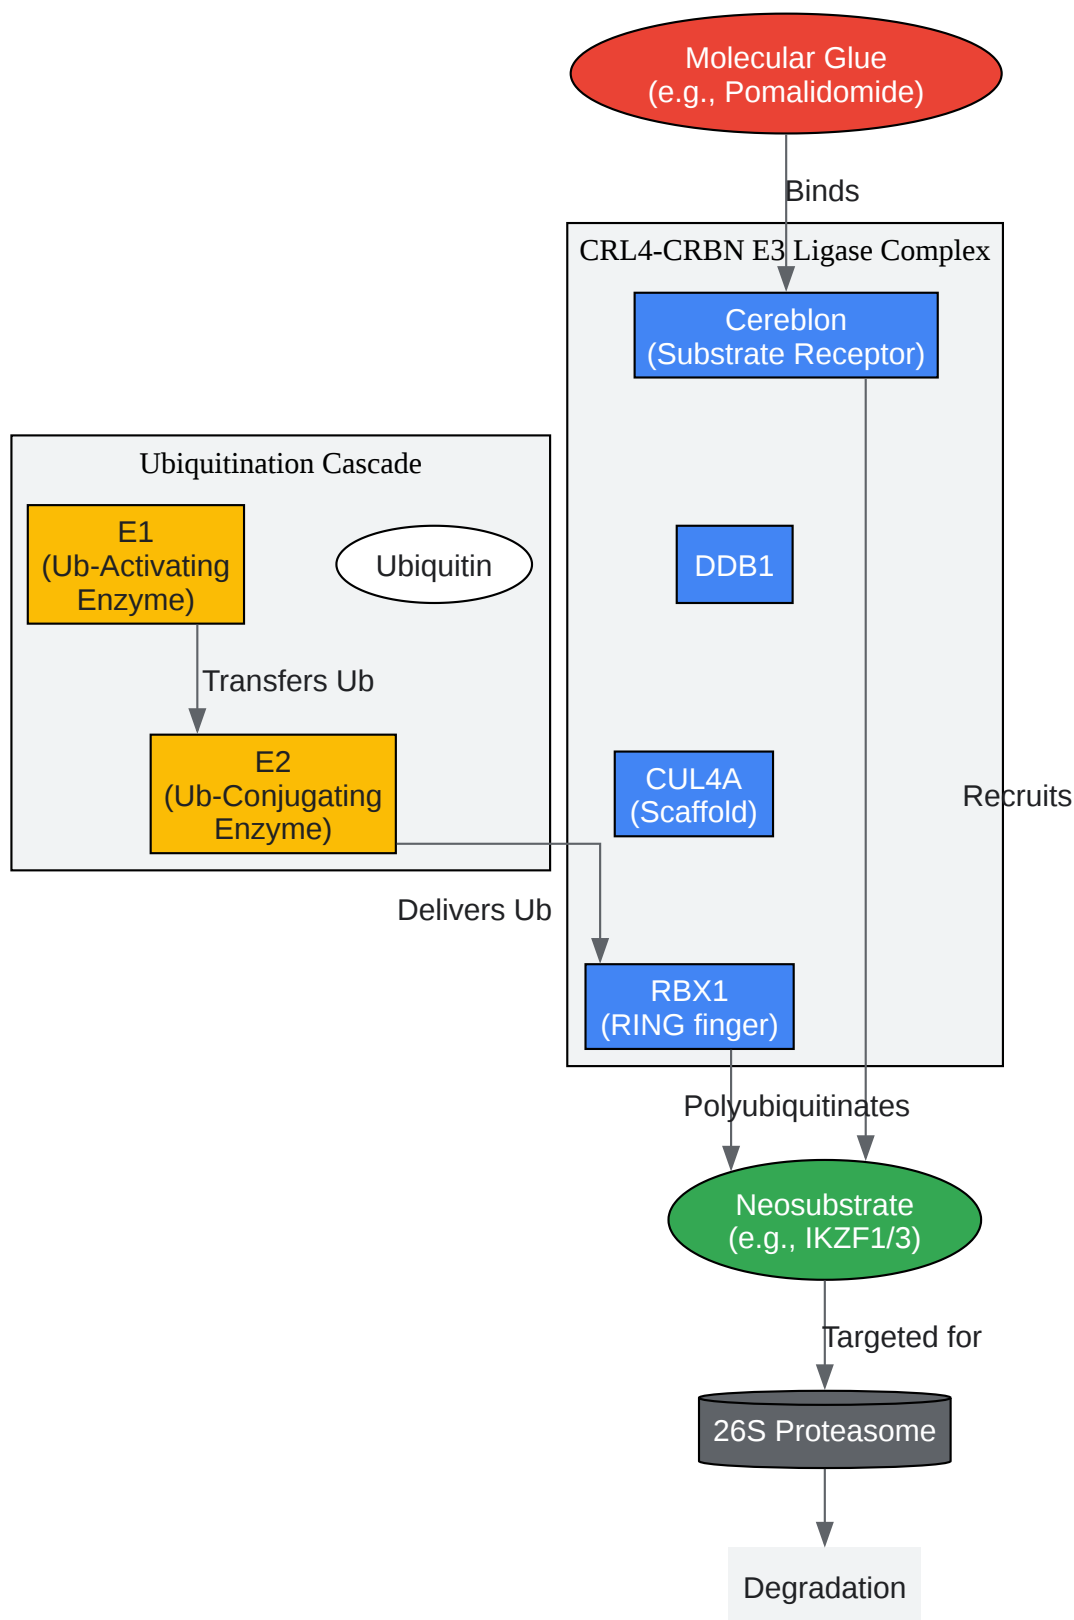 Molecular Glue
(e.g., Pomalidomide)
Binds
CRL4-CRBN E3 Ligase Complex
Cereblon
(Substrate Receptor)
Ubiquitination Cascade
E1
(Ub-Activating
Enzyme)
Ubiquitin
DDB1
Transfers Ub
E2
(Ub-Conjugating
Enzyme)
CUL4A
(Scaffold)
Recruits
Delivers Ub
RBX1
(RING finger)
Polyubiquitinates
Neosubstrate
(e.g., IKZF1/3)
Targeted for
26S Proteasome
Degradation